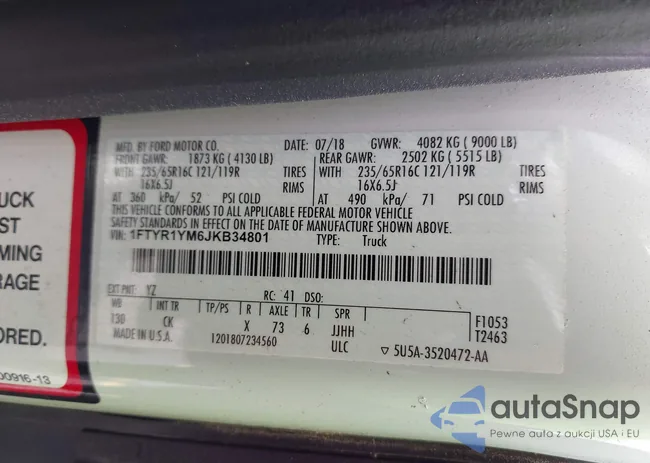 MFD. BY FORD MOTOR CO. DATE: 07/18 GVWR: 4082 KG ( 9000 LB)
FRONT GAWR: 1873 KG ( 4130 LB) REAR GAWR: 2502 KG ( 5515 LB)
WITH 235/65R16C 121/119R TIRES WITH 235/65R16C 121/119R TIRES
16X6.5J RIMS 16X6.5J RIMS
AT 360 kPa/ 52 PSI COLD AT 490 kPa/ 71 PSI COLD
THIS VEHICLE CONFORMS TO ALL APPLICABLE FEDERAL MOTOR VEHICLE
SAFETY STANDARDS IN EFFECT ON THE DATE OF MANUFACTURE SHOWN ABOVE.
VIN: 1FTYR1YM6JKB34801 TYPE: Truck
EXT PNT: YZ RC: 41 DSO:
WB INT TR TP/PS R AXLE TR SPR F1053
130 CK X 73 6 JJHH T2463
MADE IN U.S.A. 1201807234560 ULC ▽ 5U5A-3520472-AA
UCK
ST
MING
RAGE
ORED.
00916-13
autaSnap
Pewne auta z aukcji USA i EU